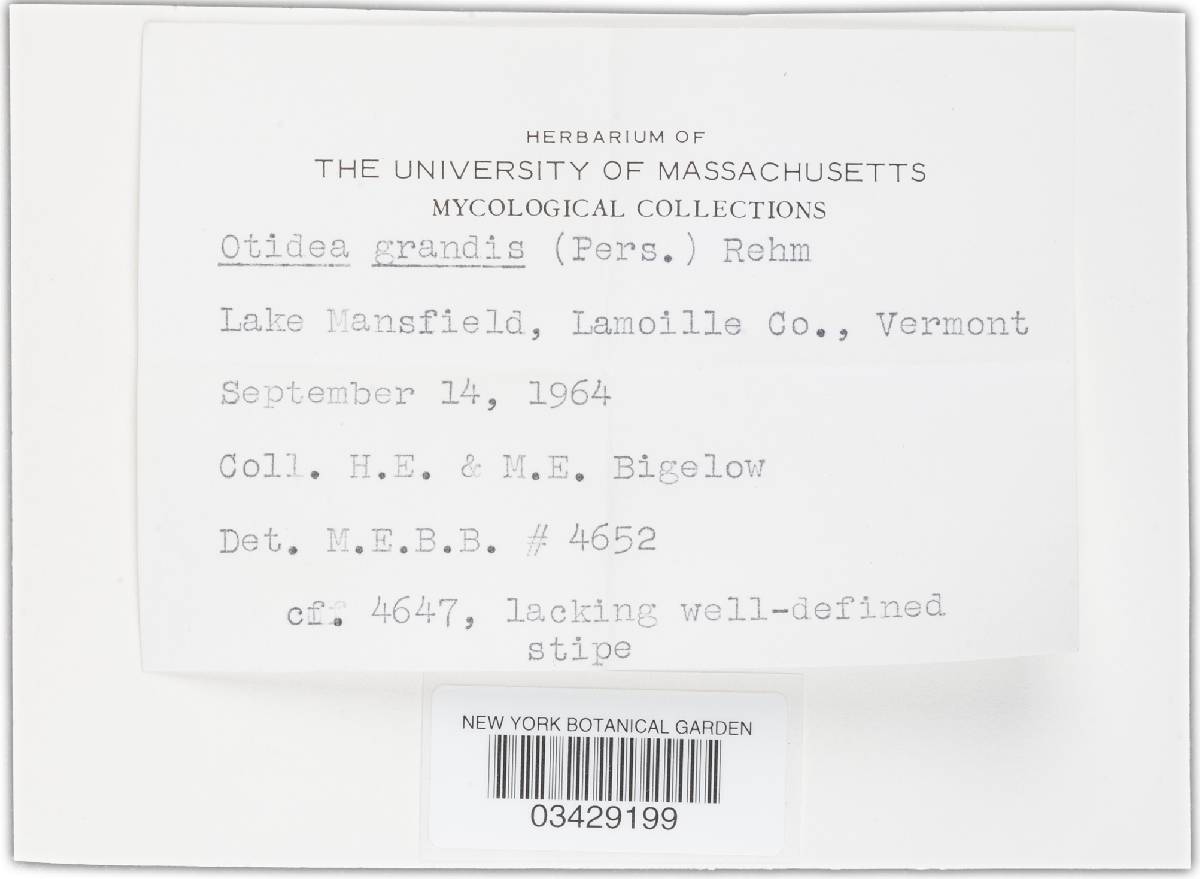 HERBARIUM OF
THE UNIVERSITY OF MASSACHUSETTS
MYCOLOGICAL COLLECTIONS
Otidea grandis (Pers.) Rehm
Lake Mansfield, Lamoille Co., Vermont
September 14, 1964
Coll. H.E. & M.E. Bigelow
Det. M.E.B.B. # 4652
cf. 4647, lacking well-defined
stipe
NEW YORK BOTANICAL GARDEN
03429199